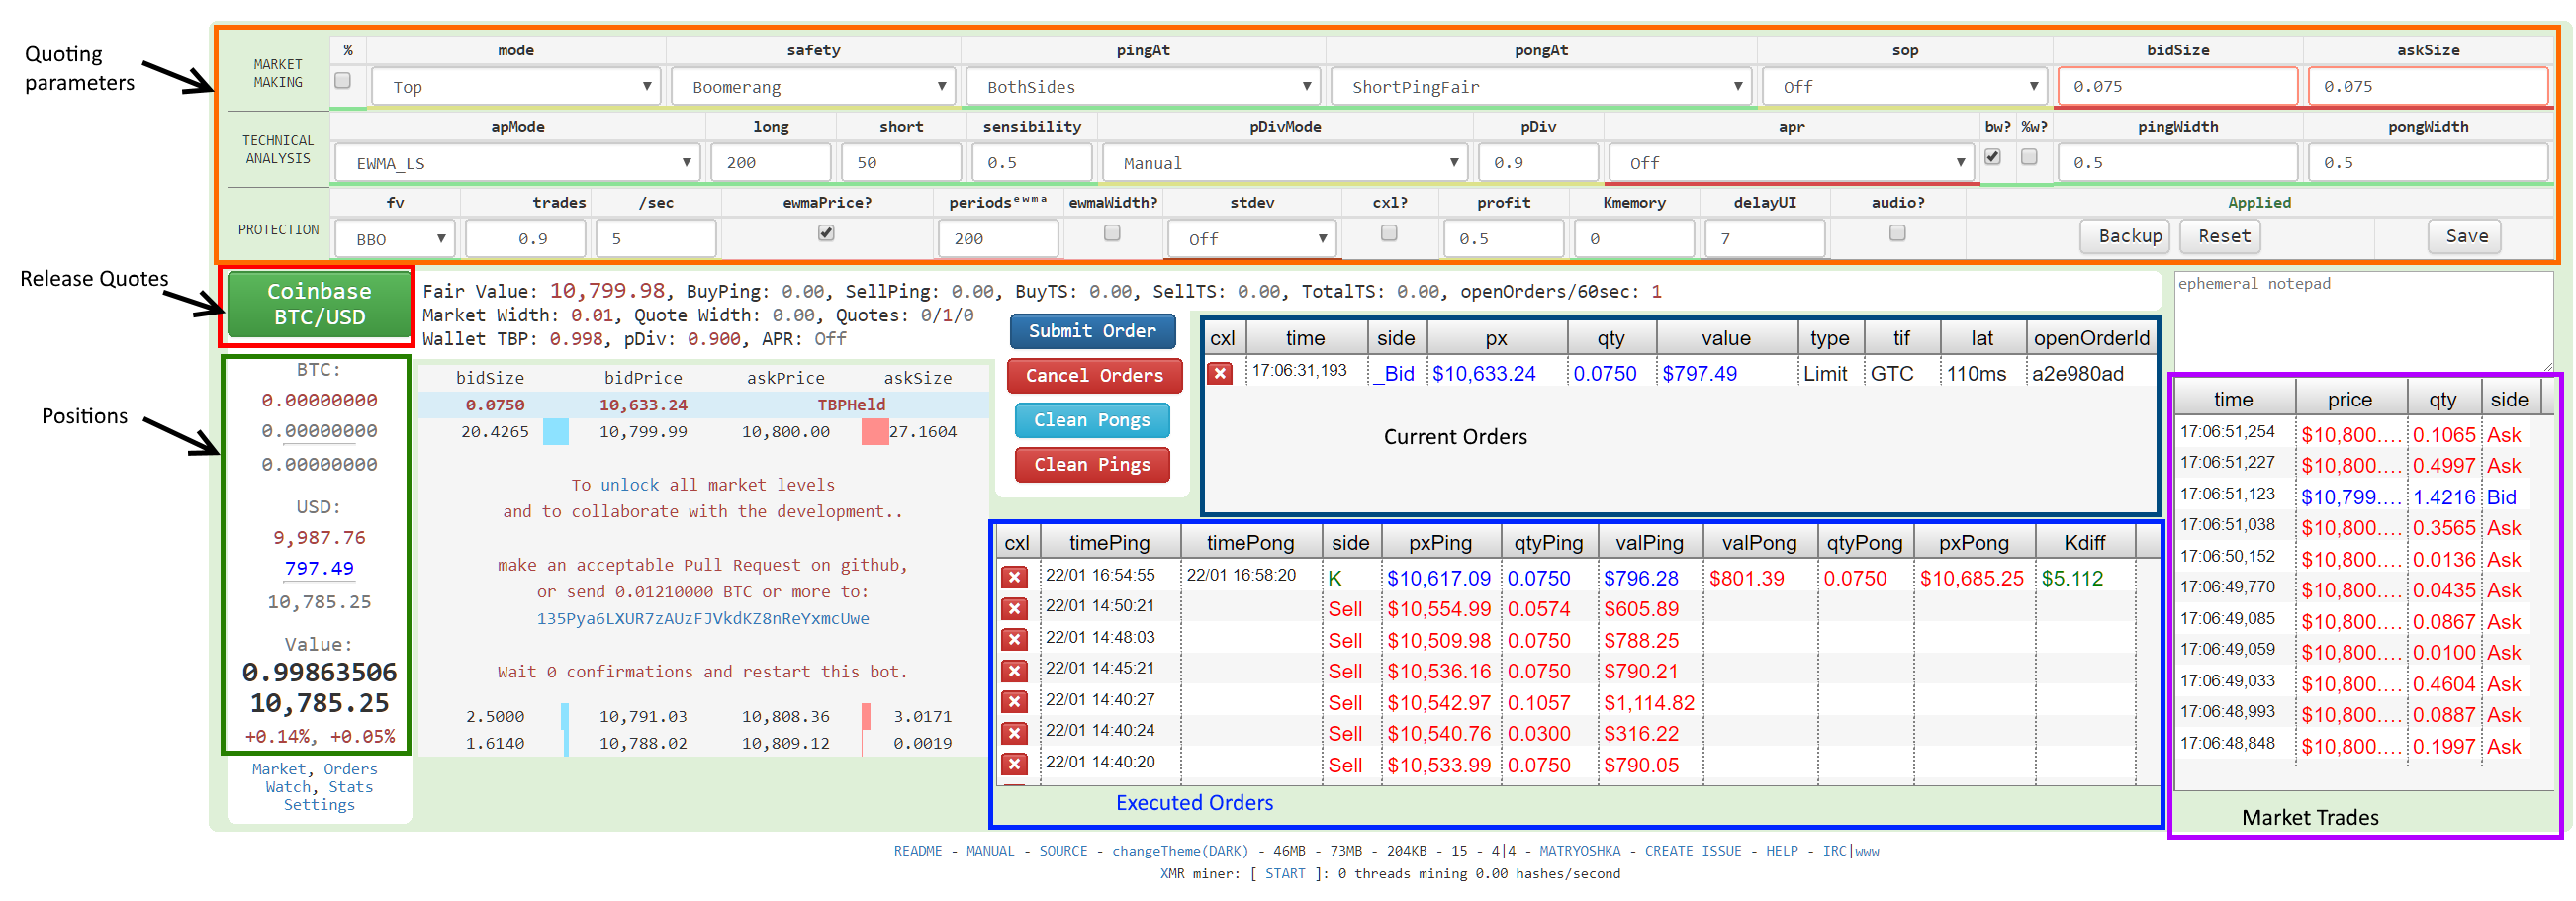 Quoting
parameters
MARKET
MAKING
% mode safety pingAt pongAt sop bidSize askSize
Top Boomerang BothSides ShortPingFair Off 0.075 0.075
TECHNICAL
ANALYSIS
apMode long short sensibility pDivMode pDiv apr bw? %w? pingWidth pongWidth
EWMA_LS 200 50 0.5 Manual 0.9 Off 0.5 0.5
PROTECTION
fv trades /sec ewmaPrice? periodsᵉʷᵐᵃ ewmaWidth? stdev cxl? profit Kmemory delayUI audio? Applied
BBO 0.9 5 200 Off 0.5 0 7 Backup Reset Save
Release Quotes
Coinbase
BTC/USD
Fair Value: 10,799.98, BuyPing: 0.00, SellPing: 0.00, BuyTS: 0.00, SellTS: 0.00, TotalTS: 0.00, openOrders/60sec: 1
Market Width: 0.01, Quote Width: 0.00, Quotes: 0/1/0
Wallet TBP: 0.998, pDiv: 0.900, APR: Off
ephemeral notepad
Positions
BTC:
0.00000000
0.00000000
0.00000000
USD:
9,987.76
797.49
10,785.25
Value:
0.99863506
10,785.25
+0.14%, +0.05%
Market, Orders
Watch, Stats
Settings
bidSize bidPrice askPrice askSize
0.0750 10,633.24 TBPHeld
20.4265 10,799.99 10,800.00 27.1604
To unlock all market levels
and to collaborate with the development..
make an acceptable Pull Request on github,
or send 0.01210000 BTC or more to:
135Pya6LXUR7zAUzFJVkdKZ8nReYxmcUwe
Wait 0 confirmations and restart this bot.
2.5000 10,791.03 10,808.36 3.0171
1.6140 10,788.02 10,809.12 0.0019
Submit Order
Cancel Orders
Clean Pongs
Clean Pings
cxl time side px qty value type tif lat openOrderId
17:06:31,193 _Bid $10,633.24 0.0750 $797.49 Limit GTC 110ms a2e980ad
Current Orders
cxl timePing timePong side pxPing qtyPing valPing valPong qtyPong pxPong Kdiff
22/01 16:54:55 22/01 16:58:20 K $10,617.09 0.0750 $796.28 $801.39 0.0750 $10,685.25 $5.112
22/01 14:50:21 Sell $10,554.99 0.0574 $605.89
22/01 14:48:03 Sell $10,509.98 0.0750 $788.25
22/01 14:45:21 Sell $10,536.16 0.0750 $790.21
22/01 14:40:27 Sell $10,542.97 0.1057 $1,114.82
22/01 14:40:24 Sell $10,540.76 0.0300 $316.22
22/01 14:40:20 Sell $10,533.99 0.0750 $790.05
Executed Orders
time price qty side
17:06:51,254 $10,800.... 0.1065 Ask
17:06:51,227 $10,800.... 0.4997 Ask
17:06:51,123 $10,799.... 1.4216 Bid
17:06:51,038 $10,800.... 0.3565 Ask
17:06:50,152 $10,800.... 0.0136 Ask
17:06:49,770 $10,800.... 0.0435 Ask
17:06:49,085 $10,800.... 0.0867 Ask
17:06:49,059 $10,800.... 0.0100 Ask
17:06:49,033 $10,800.... 0.4604 Ask
17:06:48,993 $10,800.... 0.0887 Ask
17:06:48,848 $10,800.... 0.1997 Ask
Market Trades
README - MANUAL - SOURCE - changeTheme(DARK) - 46MB - 73MB - 204KB - 15 - 4|4 - MATRYOSHKA - CREATE ISSUE - HELP - IRC|www
XMR miner: [ START ]: 0 threads mining 0.00 hashes/second